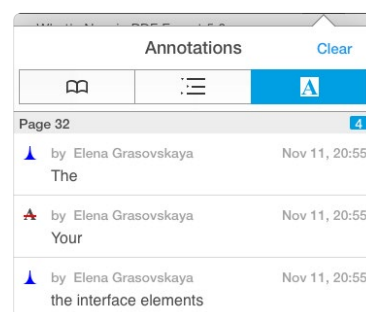 Annotations
Clear
Page 32
4
by Elena Grasovskaya
Nov 11, 20:55
The
by Elena Grasovskaya
Nov 11, 20:55
Your
by Elena Grasovskaya
Nov 11, 20:55
the interface elements